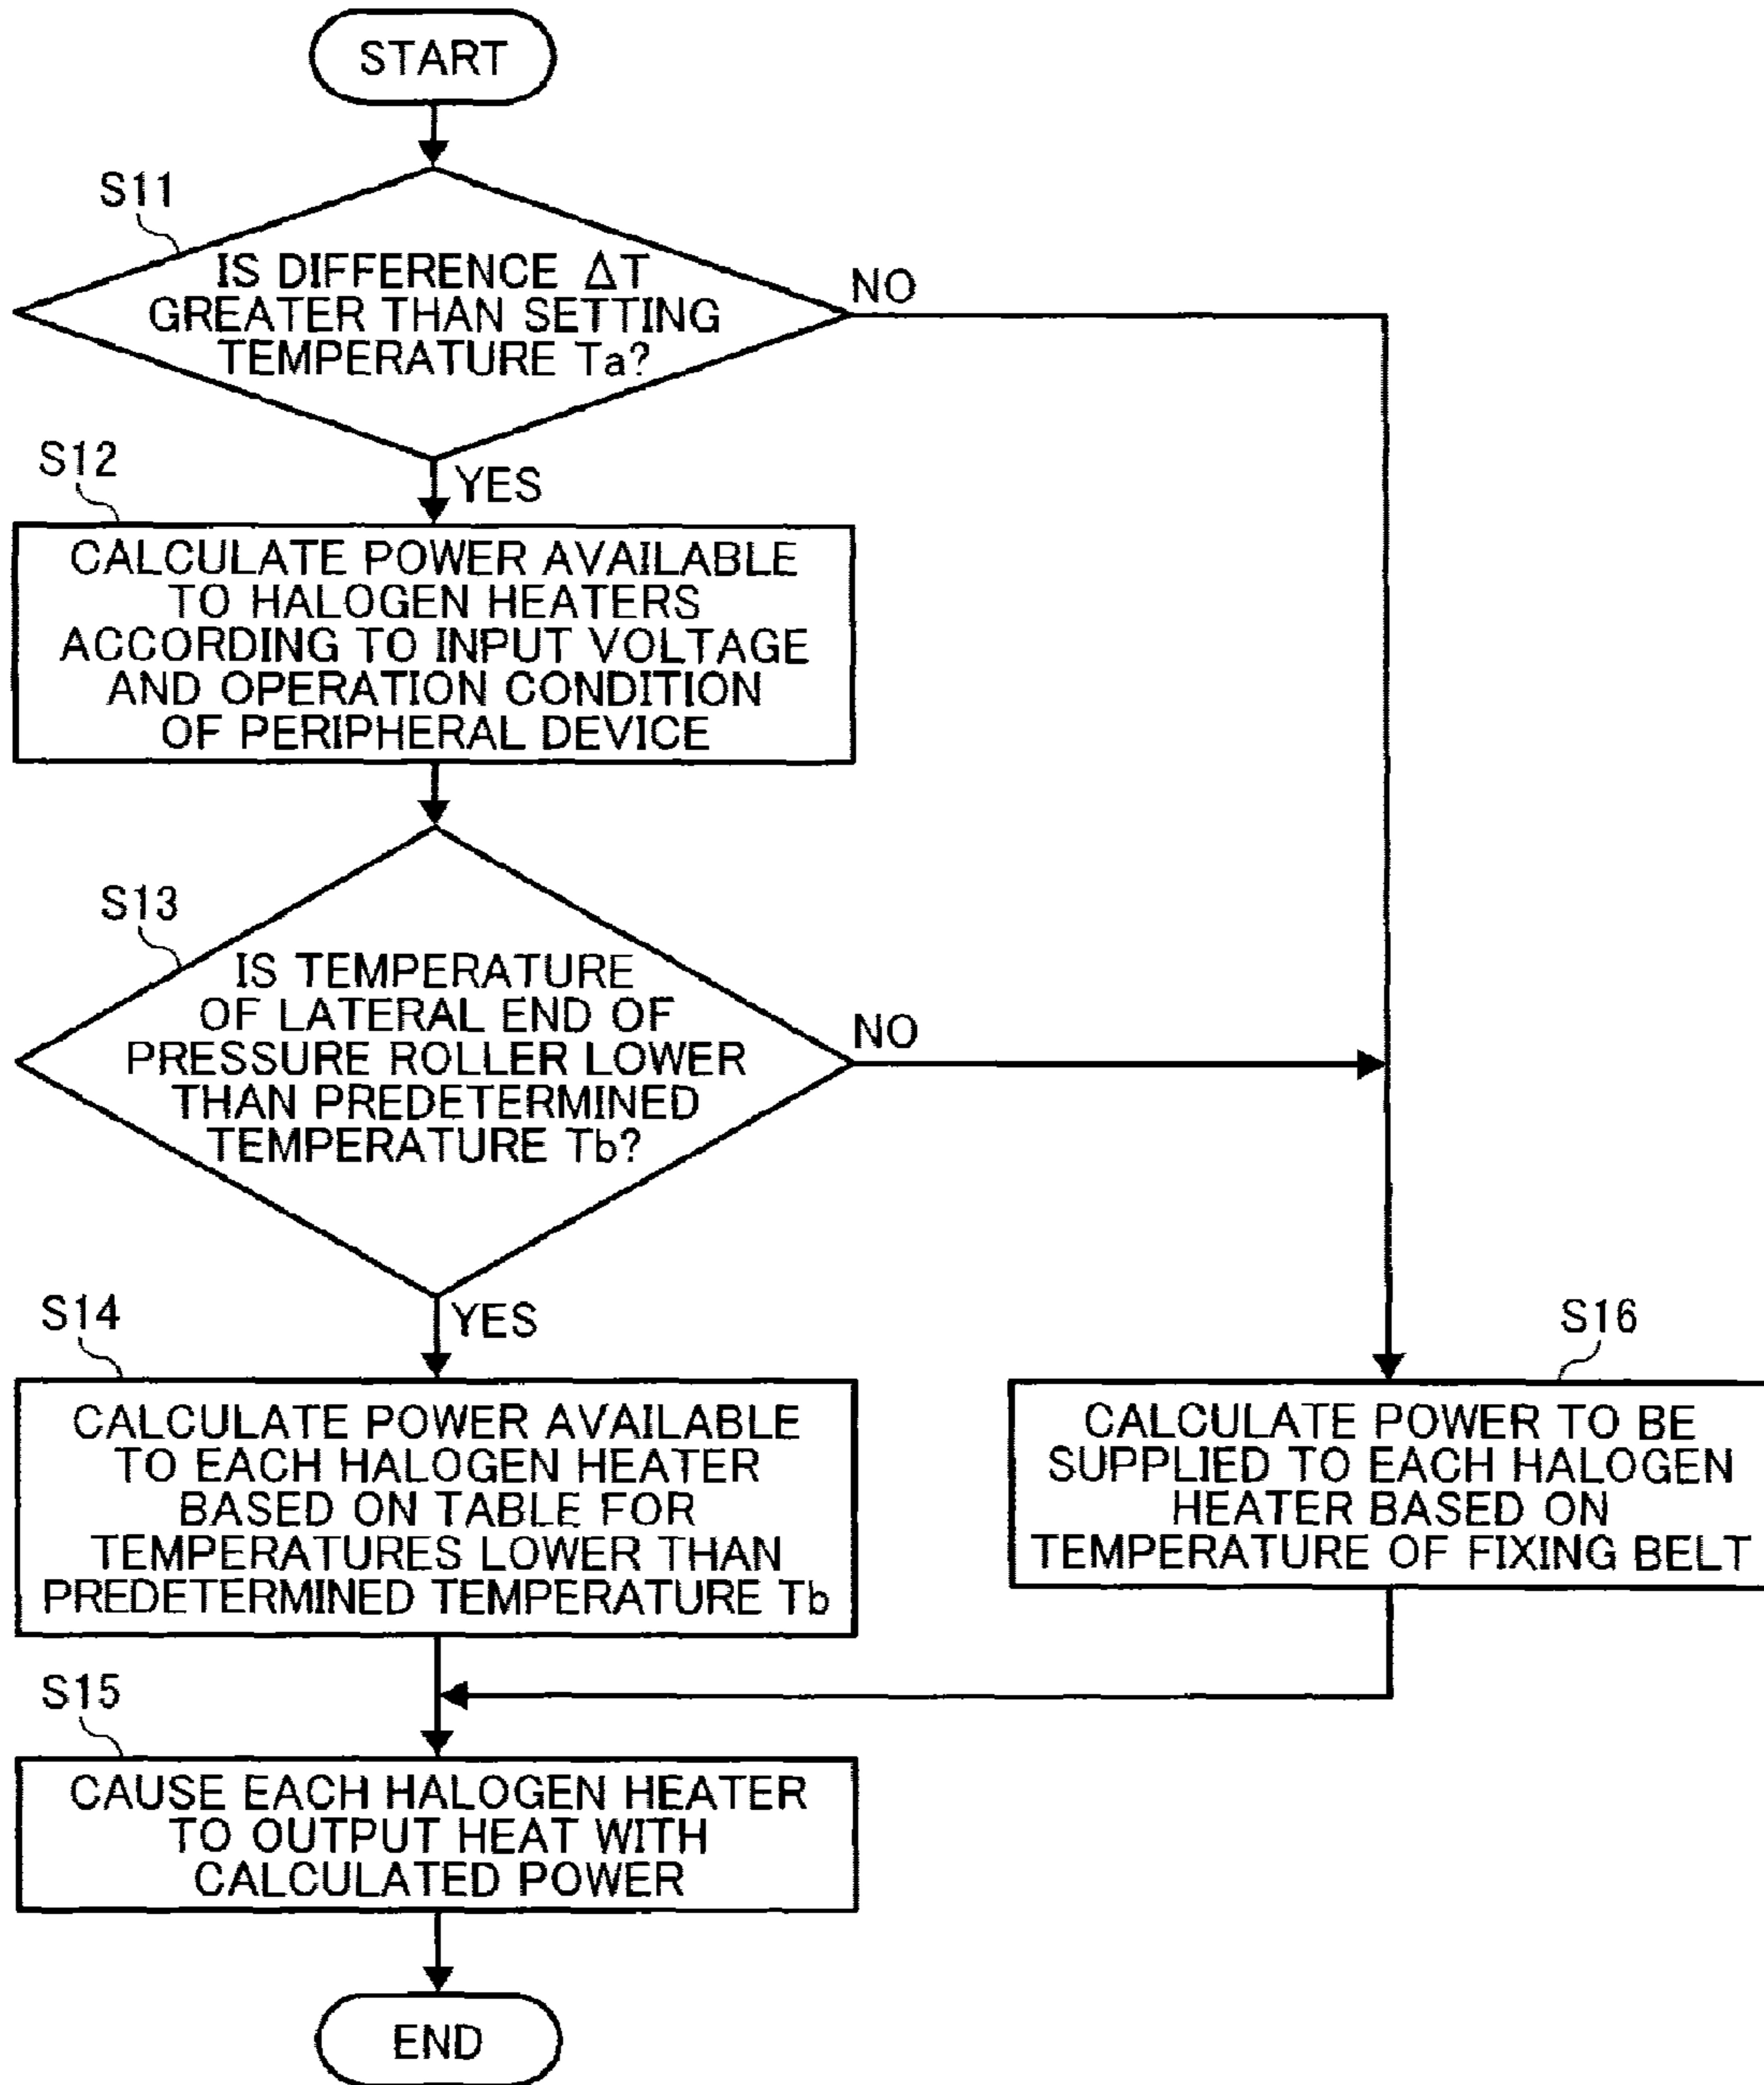 START
S11
IS DIFFERENCE ΔT
GREATER THAN SETTING
TEMPERATURE Ta?
NO
YES
S12
CALCULATE POWER AVAILABLE
TO HALOGEN HEATERS
ACCORDING TO INPUT VOLTAGE
AND OPERATION CONDITION
OF PERIPHERAL DEVICE
S13
IS TEMPERATURE
OF LATERAL END OF
PRESSURE ROLLER LOWER
THAN PREDETERMINED
TEMPERATURE Tb?
NO
YES
S14
CALCULATE POWER AVAILABLE
TO EACH HALOGEN HEATER
BASED ON TABLE FOR
TEMPERATURES LOWER THAN
PREDETERMINED TEMPERATURE Tb
S16
CALCULATE POWER TO BE
SUPPLIED TO EACH HALOGEN
HEATER BASED ON
TEMPERATURE OF FIXING BELT
S15
CAUSE EACH HALOGEN HEATER
TO OUTPUT HEAT WITH
CALCULATED POWER
END